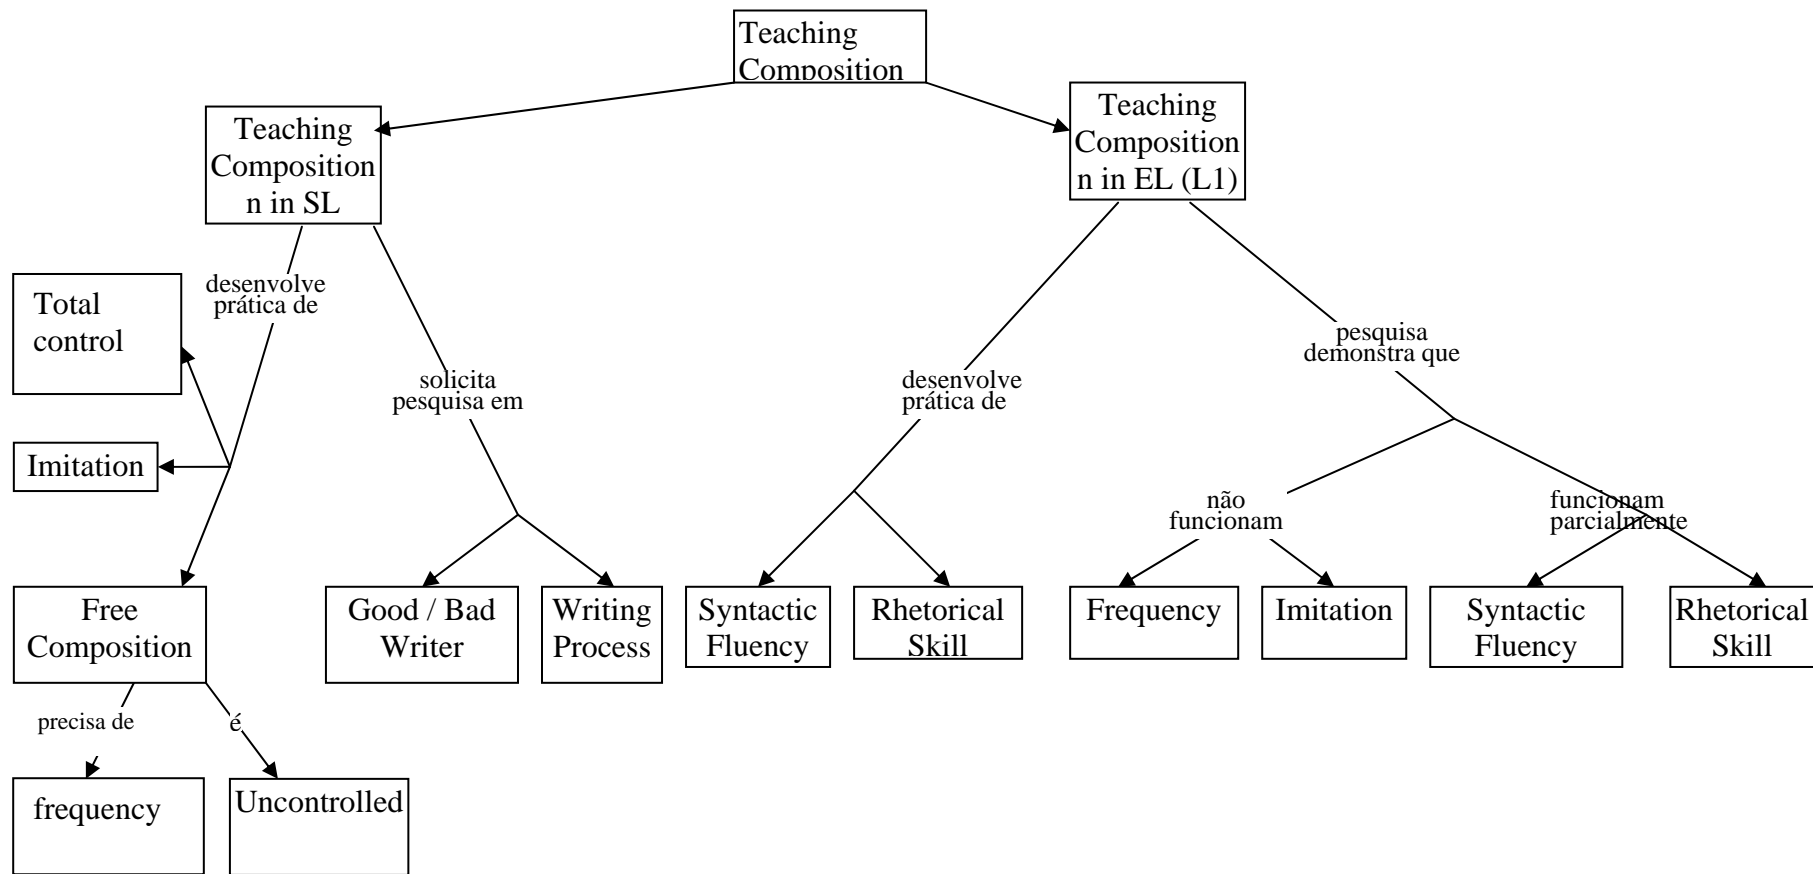 Teaching
Composition
Teaching
Composition
n in SL
Teaching
Composition
n in EL (L1)
desenvolve
prática de
Total
control
Imitation
solicita
pesquisa em
desenvolve
prática de
pesquisa
demonstra que
não
funcionam
funcionam
parcialmente
Free
Composition
Good / Bad
Writer
Writing
Process
Syntactic
Fluency
Rhetorical
Skill
Frequency
Imitation
Syntactic
Fluency
Rhetorical
Skill
precisa de
é
frequency
Uncontrolled